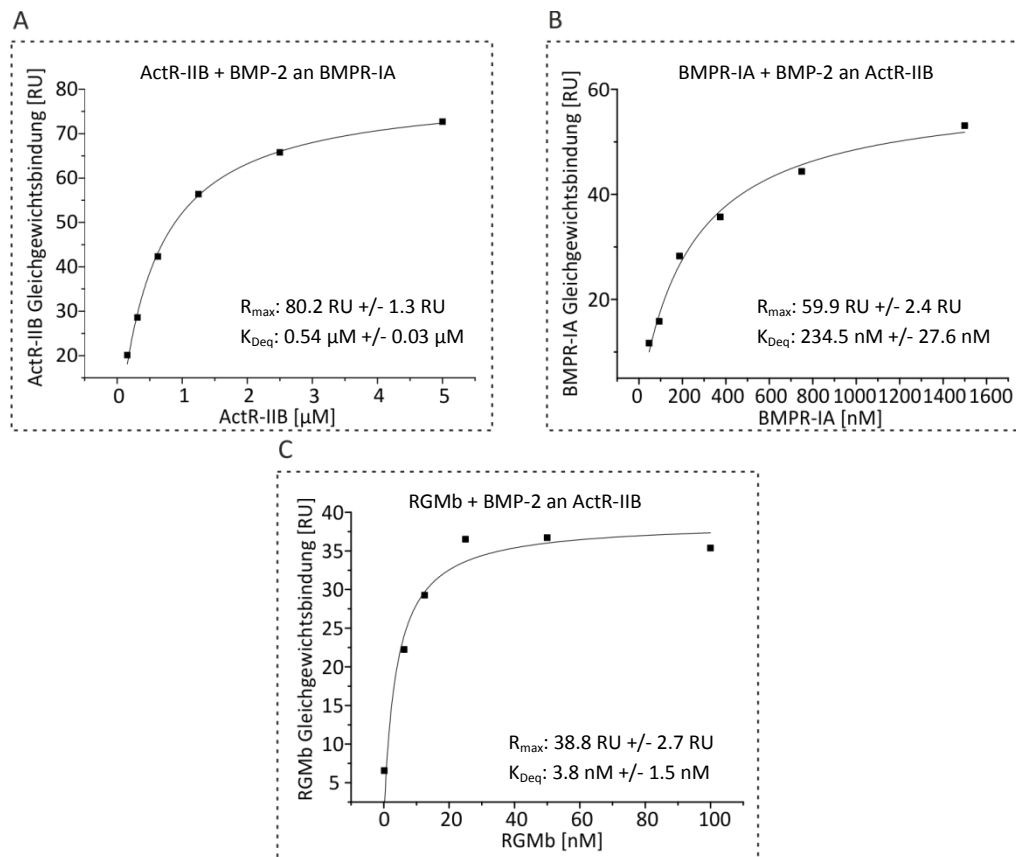 A
ActR-IIB + BMP-2 an BMPR-IA
ActR-IIB Gleichgewichtsbindung [RU]
80
70
60
50
40
30
20
Rmax: 80.2 RU +/- 1.3 RU
KDeq: 0.54 µM +/- 0.03 µM
0 1 2 3 4 5
ActR-IIB [µM]
B
BMPR-IA + BMP-2 an ActR-IIB
BMPR-IA Gleichgewichtsbindung [RU]
60
40
20
Rmax: 59.9 RU +/- 2.4 RU
KDeq: 234.5 nM +/- 27.6 nM
0 200 400 600 800 1000 1200 1400 1600
BMPR-IA [nM]
C
RGMb + BMP-2 an ActR-IIB
RGMb Gleichgewichtsbindung [RU]
40
35
30
25
20
15
10
5
Rmax: 38.8 RU +/- 2.7 RU
KDeq: 3.8 nM +/- 1.5 nM
0 20 40 60 80 100
RGMb [nM]